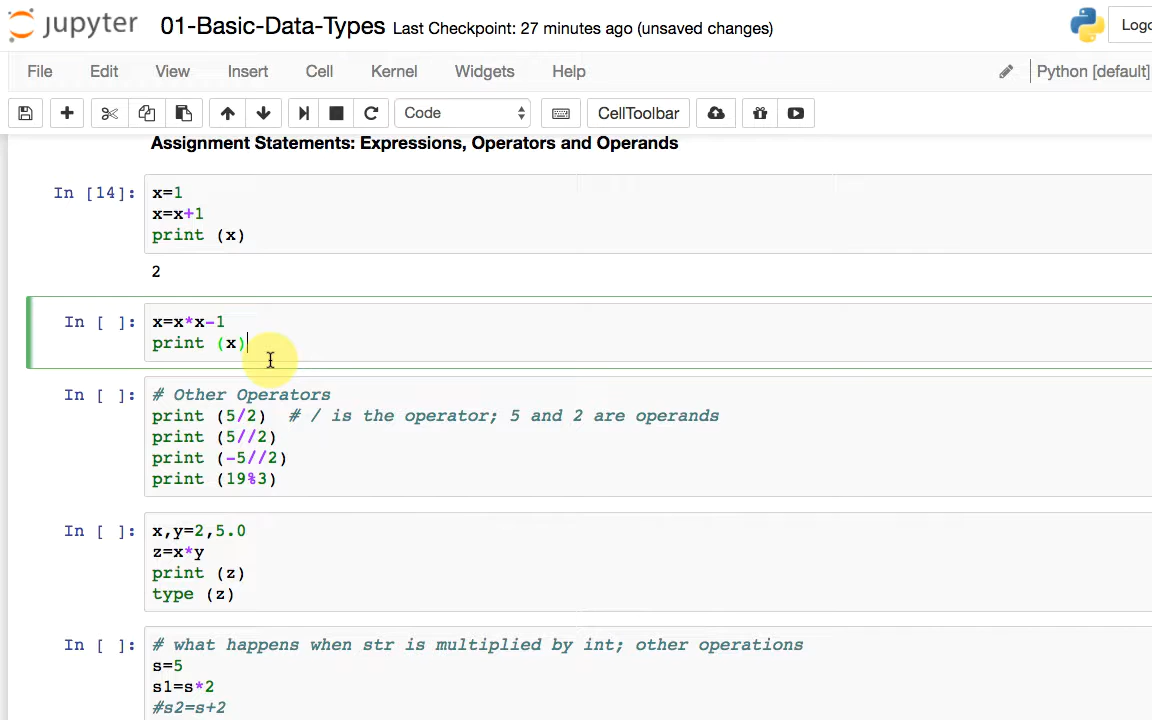 jupyter 01-Basic-Data-Types Last Checkpoint: 27 minutes ago (unsaved changes)
File Edit View Insert Cell Kernel Widgets Help Python [default]
Code CellToolbar
Assignment Statements: Expressions, Operators and Operands
In [14]: x=1
x=x+1
print (x)
2
In [ ]: x=x*x-1
print (x)
In [ ]: # Other Operators
print (5/2) # / is the operator; 5 and 2 are operands
print (5//2)
print (-5//2)
print (19%3)
In [ ]: x,y=2,5.0
z=x*y
print (z)
type (z)
In [ ]: # what happens when str is multiplied by int; other operations
s=5
s1=s*2
#s2=s+2